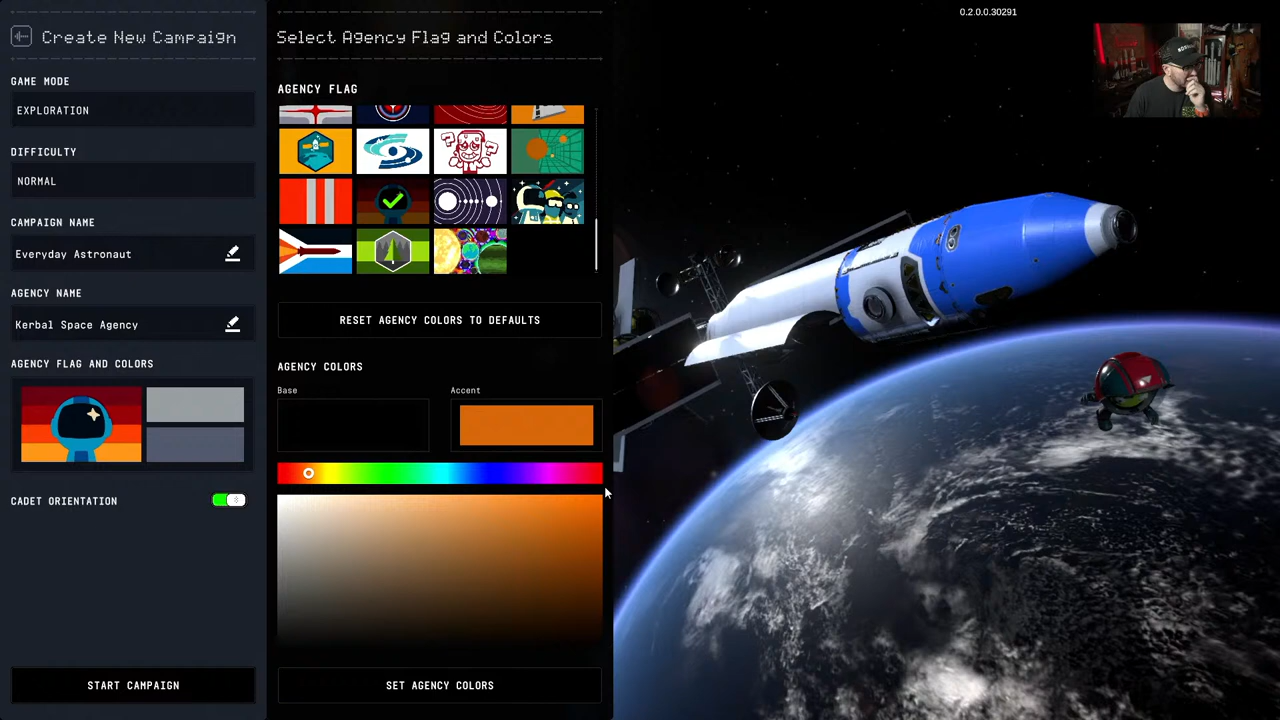 0.2.0.0.30291
Create New Campaign
GAME MODE
EXPLORATION
DIFFICULTY
NORMAL
CAMPAIGN NAME
Everyday Astronaut
AGENCY NAME
Kerbal Space Agency
AGENCY FLAG AND COLORS
CADET ORIENTATION
START CAMPAIGN
Select Agency Flag and Colors
AGENCY FLAG
RESET AGENCY COLORS TO DEFAULTS
AGENCY COLORS
Base
Accent
SET AGENCY COLORS